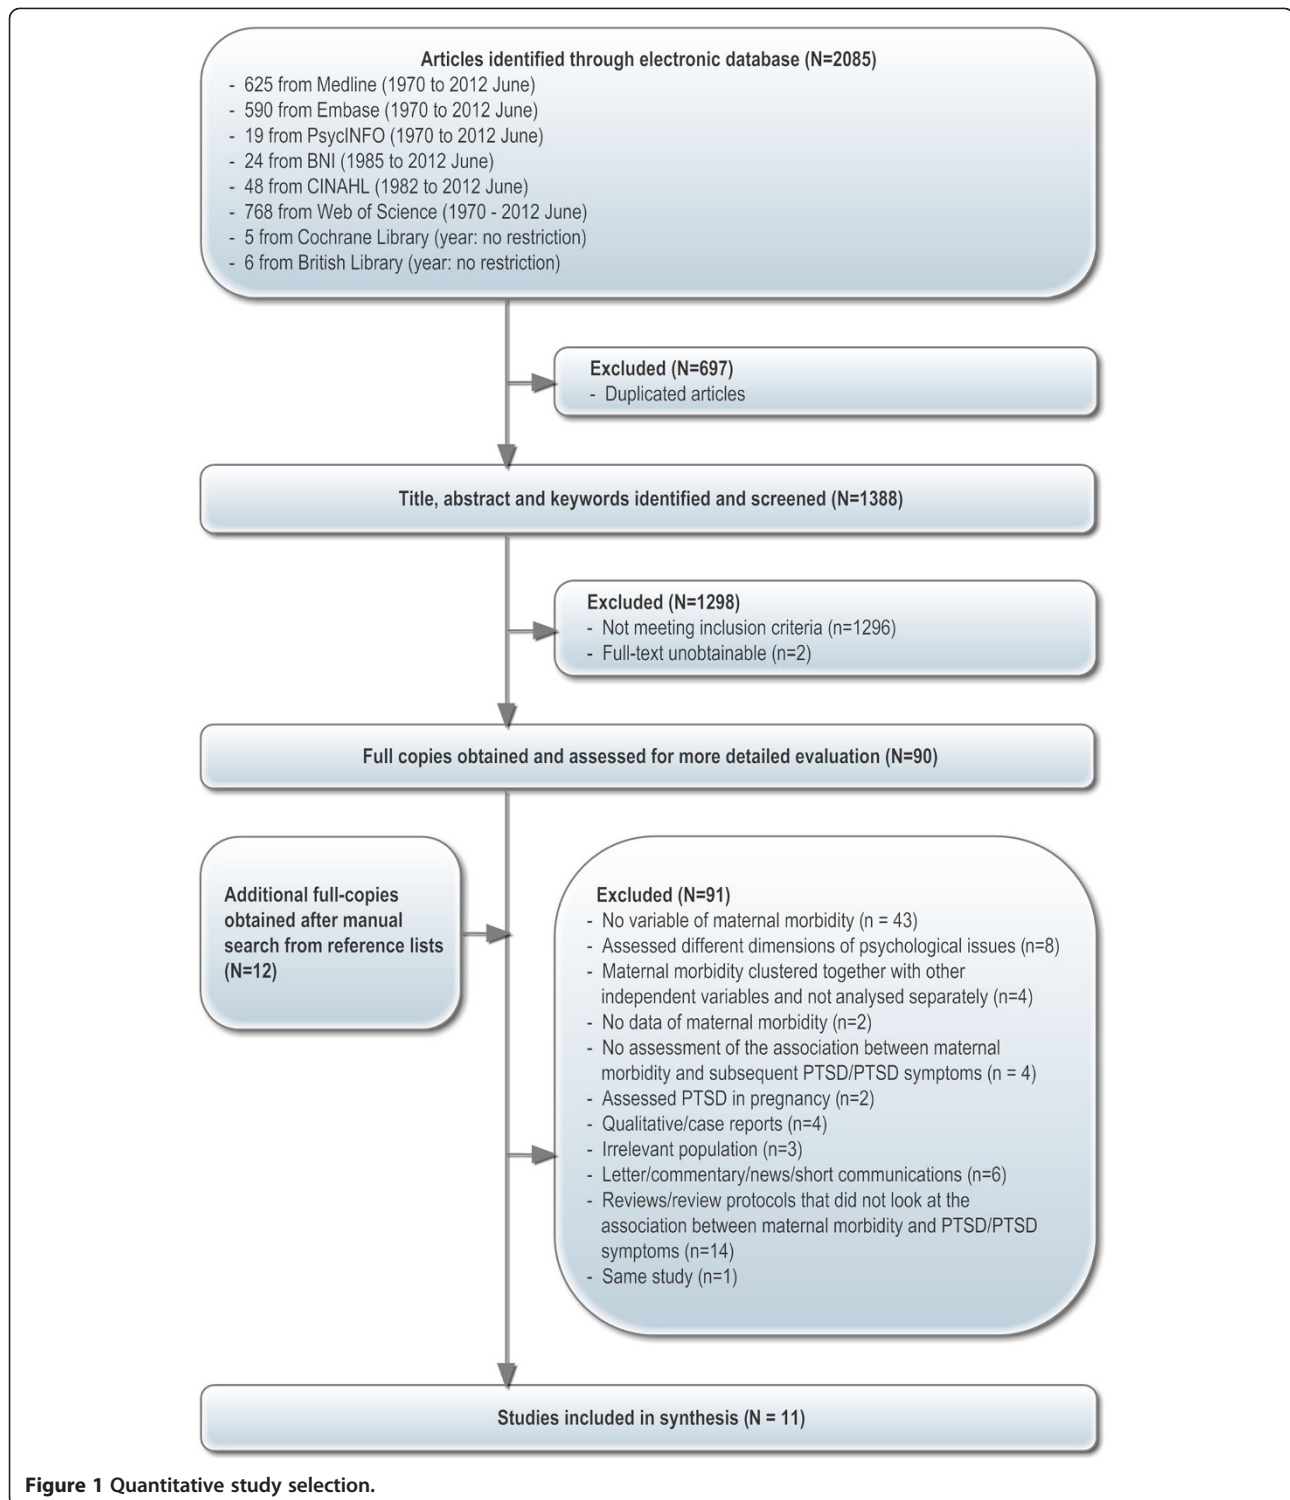 Articles identified through electronic database (N=2085)
- 625 from Medline (1970 to 2012 June)
- 590 from Embase (1970 to 2012 June)
- 19 from PsycINFO (1970 to 2012 June)
- 24 from BNI (1985 to 2012 June)
- 48 from CINAHL (1982 to 2012 June)
- 768 from Web of Science (1970 - 2012 June)
- 5 from Cochrane Library (year: no restriction)
- 6 from British Library (year: no restriction)
Excluded (N=697)
- Duplicated articles
Title, abstract and keywords identified and screened (N=1388)
Excluded (N=1298)
- Not meeting inclusion criteria (n=1296)
- Full-text unobtainable (n=2)
Full copies obtained and assessed for more detailed evaluation (N=90)
Additional full-copies
obtained after manual
search from reference lists
(N=12)
Excluded (N=91)
- No variable of maternal morbidity (n = 43)
- Assessed different dimensions of psychological issues (n=8)
- Maternal morbidity clustered together with other
independent variables and not analysed separately (n=4)
- No data of maternal morbidity (n=2)
- No assessment of the association between maternal
morbidity and subsequent PTSD/PTSD symptoms (n = 4)
- Assessed PTSD in pregnancy (n=2)
- Qualitative/case reports (n=4)
- Irrelevant population (n=3)
- Letter/commentary/news/short communications (n=6)
- Reviews/review protocols that did not look at the
association between maternal morbidity and PTSD/PTSD
symptoms (n=14)
- Same study (n=1)
Studies included in synthesis (N = 11)
Figure 1 Quantitative study selection.